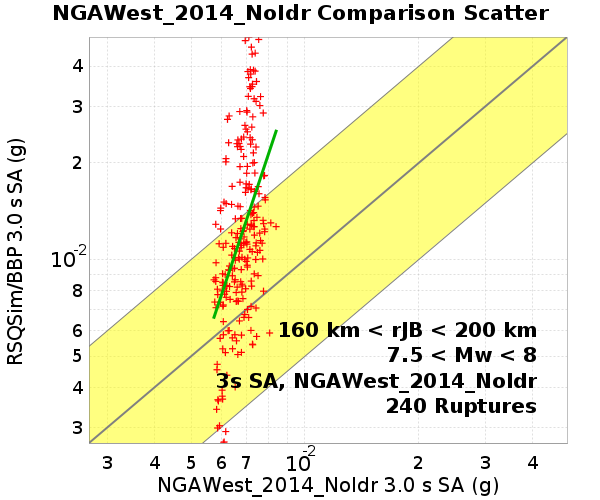 NGAWest_2014_NoIdr Comparison Scatter
RSQSim/BBP 3.0 s SA (g)
4
3
2
10-2
8
6
5
4
3
160 km < rJB < 200 km
7.5 < Mw < 8
3s SA, NGAWest_2014_NoIdr
240 Ruptures
3 4 5 6 7 10-2 2 3 4
NGAWest_2014_NoIdr 3.0 s SA (g)